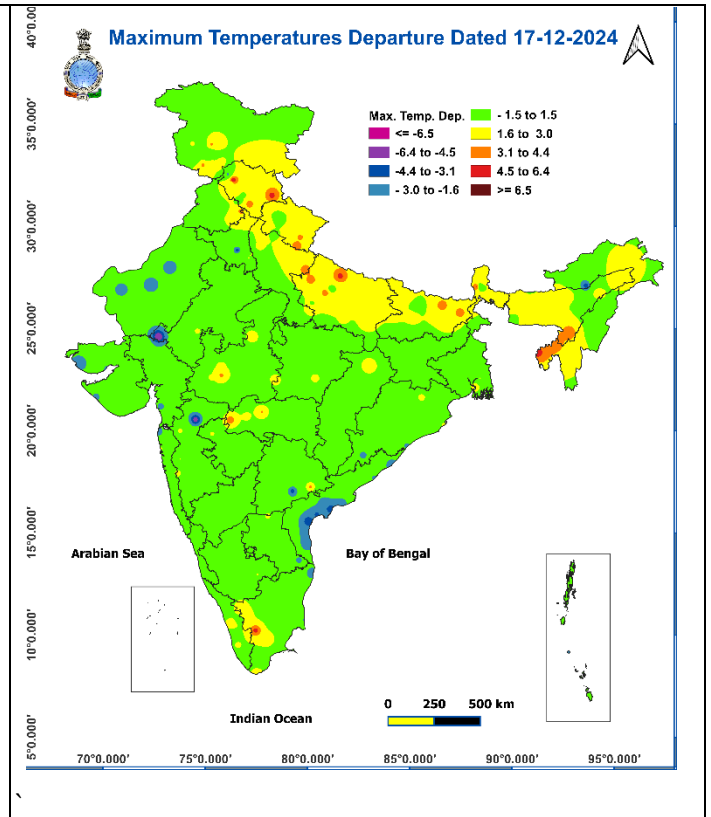 Maximum Temperatures Departure Dated 17-12-2024
Max. Temp. Dep.
<= -6.5
-6.4 to -4.5
-4.4 to -3.1
- 3.0 to -1.6
- 1.5 to 1.5
1.6 to 3.0
3.1 to 4.4
4.5 to 6.4
>= 6.5
40°0.00
35°0.000'
30°0.000'
25°0.000'
20°0.000'
15°0.000'
10°0.000'
5°0.000'
Arabian Sea
Bay of Bengal
Indian Ocean
0 250 500 km
70°0.000' 75°0.000' 80°0.000' 85°0.000' 90°0.000' 95°0.000'
`